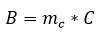 B = m_c * C